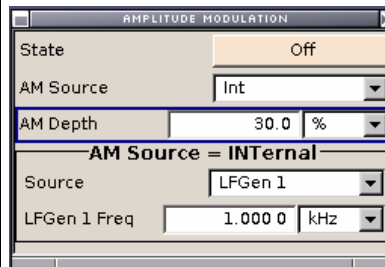 AMPLITUDE MODULATION
State Off
AM Source Int
AM Depth 30.0 %
AM Source = INTernal
Source LFGen 1
LFGen 1 Freq 1.000 0 kHz